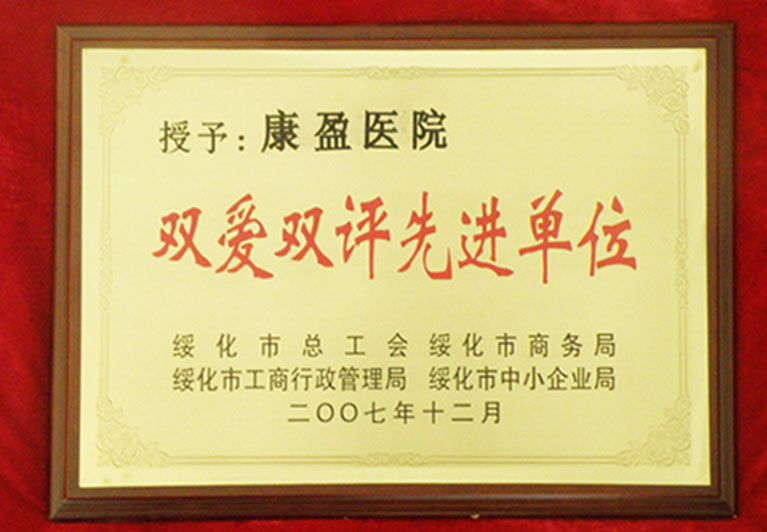 授予：康盈医院
双爱双评先进单位
绥化市总工会 绥化市商务局
绥化市工商行政管理局 绥化市中小企业局
二〇〇七年十二月